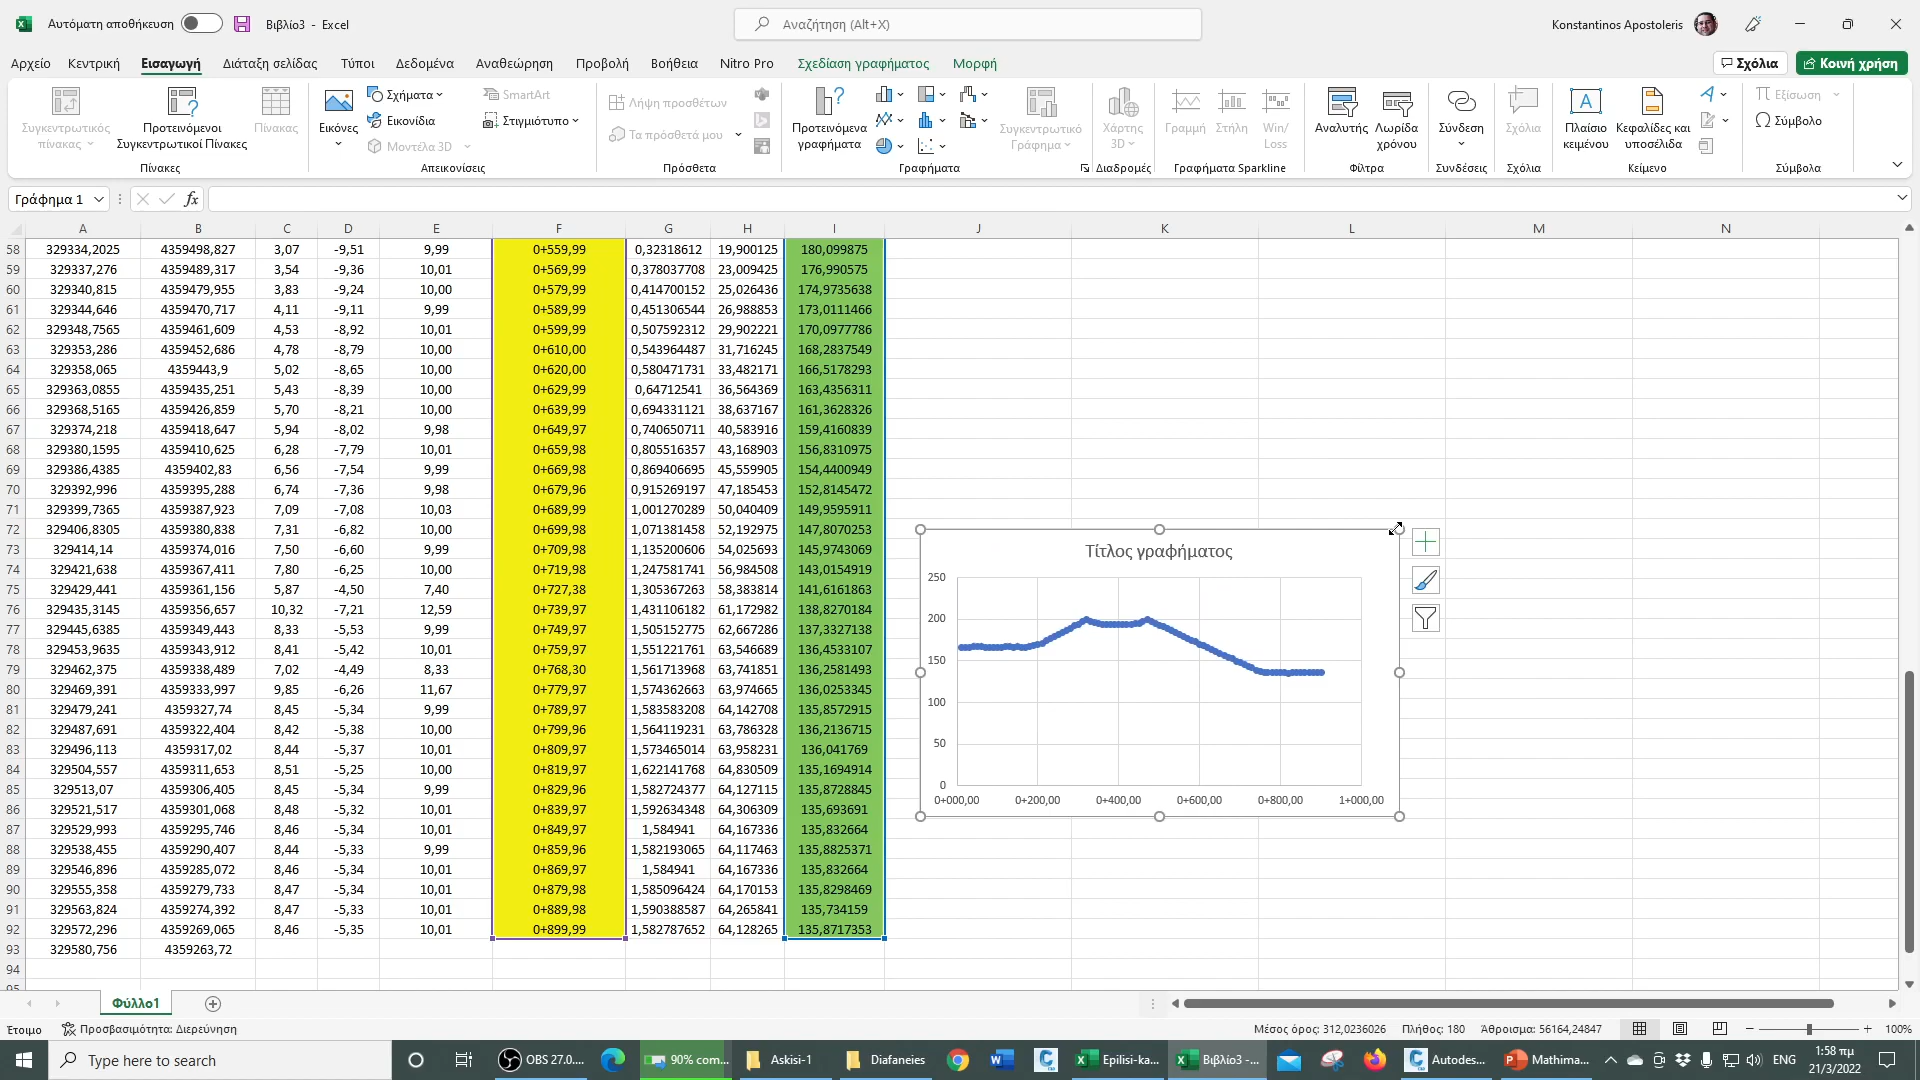 Αυτόματη αποθήκευση Βιβλίο3 - Excel Αναζήτηση (Alt+X) Konstantinos Apostoleris
Αρχείο Κεντρική Εισαγωγή Διάταξη σελίδας Τύποι Δεδομένα Αναθεώρηση Προβολή Βοήθεια Nitro Pro Σχεδίαση γραφήματος Μορφή Σχόλια Κοινή χρήση
Συγκεντρωτικός πίνακας Προτεινόμενοι Συγκεντρωτικοί Πίνακες Πίνακας Εικόνες Σχήματα Εικονίδια Μοντέλα 3D SmartArt Στιγμιότυπο Λήψη προσθέτων Τα πρόσθετά μου Προτεινόμενα γραφήματα Συγκεντρωτικό Γράφημα Χάρτης 3D Γραμμή Στήλη Win/ Loss Αναλυτής Λωρίδα χρόνου Σύνδεση Σχόλια Πλαίσιο κειμένου Κεφαλίδες και υποσέλιδα Εξίσωση Σύμβολο
Πίνακες Απεικονίσεις Πρόσθετα Γραφήματα Διαδρομές Γραφήματα Sparkline Φίλτρα Συνδέσεις Σχόλια Κείμενο Σύμβολα
Γράφημα 1 fx
A B C D E F G H I J K L M N
58 329334,2025 4359498,827 3,07 -9,51 9,99 0+559,99 0,32318612 19,900125 180,099875
59 329337,276 4359489,317 3,54 -9,36 10,01 0+569,99 0,378037708 23,009425 176,990575
60 329340,815 4359479,955 3,83 -9,24 10,00 0+579,99 0,414700152 25,026436 174,9735638
61 329344,646 4359470,717 4,11 -9,11 9,99 0+589,99 0,451306544 26,988853 173,0111466
62 329348,7565 4359461,609 4,53 -8,92 10,01 0+599,99 0,507592312 29,902221 170,0977786
63 329353,286 4359452,686 4,78 -8,79 10,00 0+610,00 0,543964487 31,716245 168,2837549
64 329358,065 4359443,9 5,02 -8,65 10,00 0+620,00 0,580471731 33,482171 166,5178293
65 329363,0855 4359435,251 5,43 -8,39 10,00 0+629,99 0,64712541 36,564369 163,4356311
66 329368,5165 4359426,859 5,70 -8,21 10,00 0+639,99 0,694331121 38,637167 161,3628326
67 329374,218 4359418,647 5,94 -8,02 9,98 0+649,97 0,740650711 40,583916 159,4160839
68 329380,1595 4359410,625 6,28 -7,79 10,01 0+659,98 0,805516357 43,168903 156,8310975
69 329386,4385 4359402,83 6,56 -7,54 9,99 0+669,98 0,869406695 45,559905 154,4400949
70 329392,996 4359395,288 6,74 -7,36 9,98 0+679,96 0,915269197 47,185453 152,8145472
71 329399,7365 4359387,923 7,09 -7,08 10,03 0+689,99 1,001270289 50,040409 149,9595911
72 329406,8305 4359380,838 7,31 -6,82 10,00 0+699,98 1,071381458 52,192975 147,8070253
73 329414,14 4359374,016 7,50 -6,60 9,99 0+709,98 1,135200606 54,025693 145,9743069
74 329421,638 4359367,411 7,80 -6,25 10,00 0+719,98 1,247581741 56,984508 143,0154919
75 329429,441 4359361,156 5,87 -4,50 7,40 0+727,38 1,305367263 58,383814 141,6161863
76 329435,3145 4359356,657 10,32 -7,21 12,59 0+739,97 1,431106182 61,172982 138,8270184
77 329445,6385 4359349,443 8,33 -5,53 9,99 0+749,97 1,505152775 62,667286 137,3327138
78 329453,9635 4359343,912 8,41 -5,42 10,01 0+759,97 1,551221761 63,546689 136,4533107
79 329462,375 4359338,489 7,02 -4,49 8,33 0+768,30 1,561713968 63,741851 136,2581493
80 329469,391 4359333,997 9,85 -6,26 11,67 0+779,97 1,574362663 63,974665 136,0253345
81 329479,241 4359327,74 8,45 -5,34 9,99 0+789,97 1,583583208 64,142708 135,8572915
82 329487,691 4359322,404 8,42 -5,38 10,00 0+799,96 1,564119231 63,786328 136,2136715
83 329496,113 4359317,02 8,44 -5,37 10,01 0+809,97 1,573465014 63,958231 136,041769
84 329504,557 4359311,653 8,51 -5,25 10,00 0+819,97 1,622141768 64,830509 135,1694914
85 329513,07 4359306,405 8,45 -5,34 9,99 0+829,96 1,582724377 64,127115 135,8728845
86 329521,517 4359301,068 8,48 -5,32 10,01 0+839,97 1,592634348 64,306309 135,693691
87 329529,993 4359295,746 8,46 -5,34 10,01 0+849,97 1,584941 64,167336 135,832664
88 329538,455 4359290,407 8,44 -5,33 9,99 0+859,96 1,582193065 64,117463 135,8825371
89 329546,896 4359285,072 8,46 -5,34 10,01 0+869,97 1,584941 64,167336 135,832664
90 329555,358 4359279,733 8,47 -5,34 10,01 0+879,98 1,585096424 64,170153 135,8298469
91 329563,824 4359274,392 8,47 -5,33 10,01 0+889,98 1,590388587 64,265841 135,734159
92 329572,296 4359269,065 8,46 -5,35 10,01 0+899,99 1,582787652 64,128265 135,8717353
93 329580,756 4359263,72
94
95
Τίτλος γραφήματος
250
200
150
100
50
0
0+000,00 0+200,00 0+400,00 0+600,00 0+800,00 1+000,00
Φύλλο1
Έτοιμο Προσβασιμότητα: Διερεύνηση Μέσος όρος: 312,0236026 Πλήθος: 180 Άθροισμα: 56164,24847 100%
Type here to search OBS 27.0.... 90% com... Askisi-1 Diafaneies Epilisi-ka... Βιβλίο3 -... Autodes... Mathima... ENG 1:58 πμ
21/3/2022